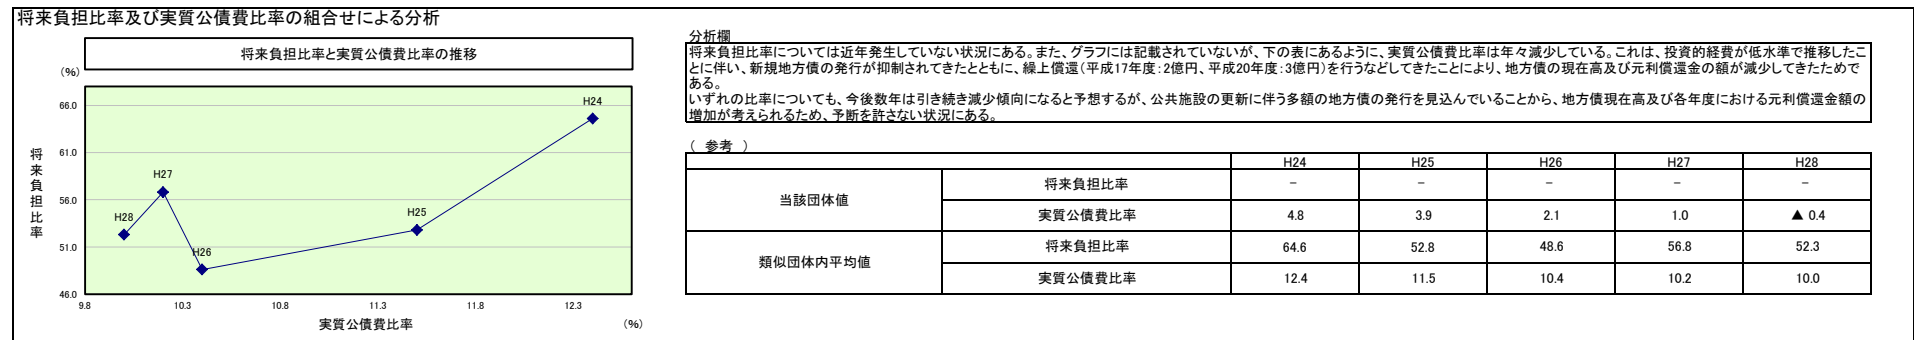 将来負担比率及び実質公債費比率の組合せによる分析
将来負担比率と実質公債費比率の推移
(%)
66.0
61.0
56.0
51.0
46.0
将来負担比率
H24
H27
H25
H28
H26
9.8 10.3 10.8 11.3 11.8 12.3
実質公債費比率
(%)
分析欄
将来負担比率については近年発生していない状況にある。また、グラフには記載されていないが、下の表にあるように、実質公債費比率は年々減少している。これは、投資的経費が低水準で推移したこ
とに伴い、新規地方債の発行が抑制されてきたとともに、繰上償還(平成17年度:2億円、平成20年度:3億円)を行うなどしてきたことにより、地方債の現在高及び元利償還金の額が減少してきたためで
ある。
いずれの比率についても、今後数年は引き続き減少傾向になると予想するが、公共施設の更新に伴う多額の地方債の発行を見込んでいることから、地方債現在高及び各年度における元利償還金額の
増加が考えられるため、予断を許さない状況にある。
( 参考 )
H24 H25 H26 H27 H28
当該団体値
将来負担比率 － － － － －
実質公債費比率 4.8 3.9 2.1 1.0 ▲ 0.4
類似団体内平均値
将来負担比率 64.6 52.8 48.6 56.8 52.3
実質公債費比率 12.4 11.5 10.4 10.2 10.0